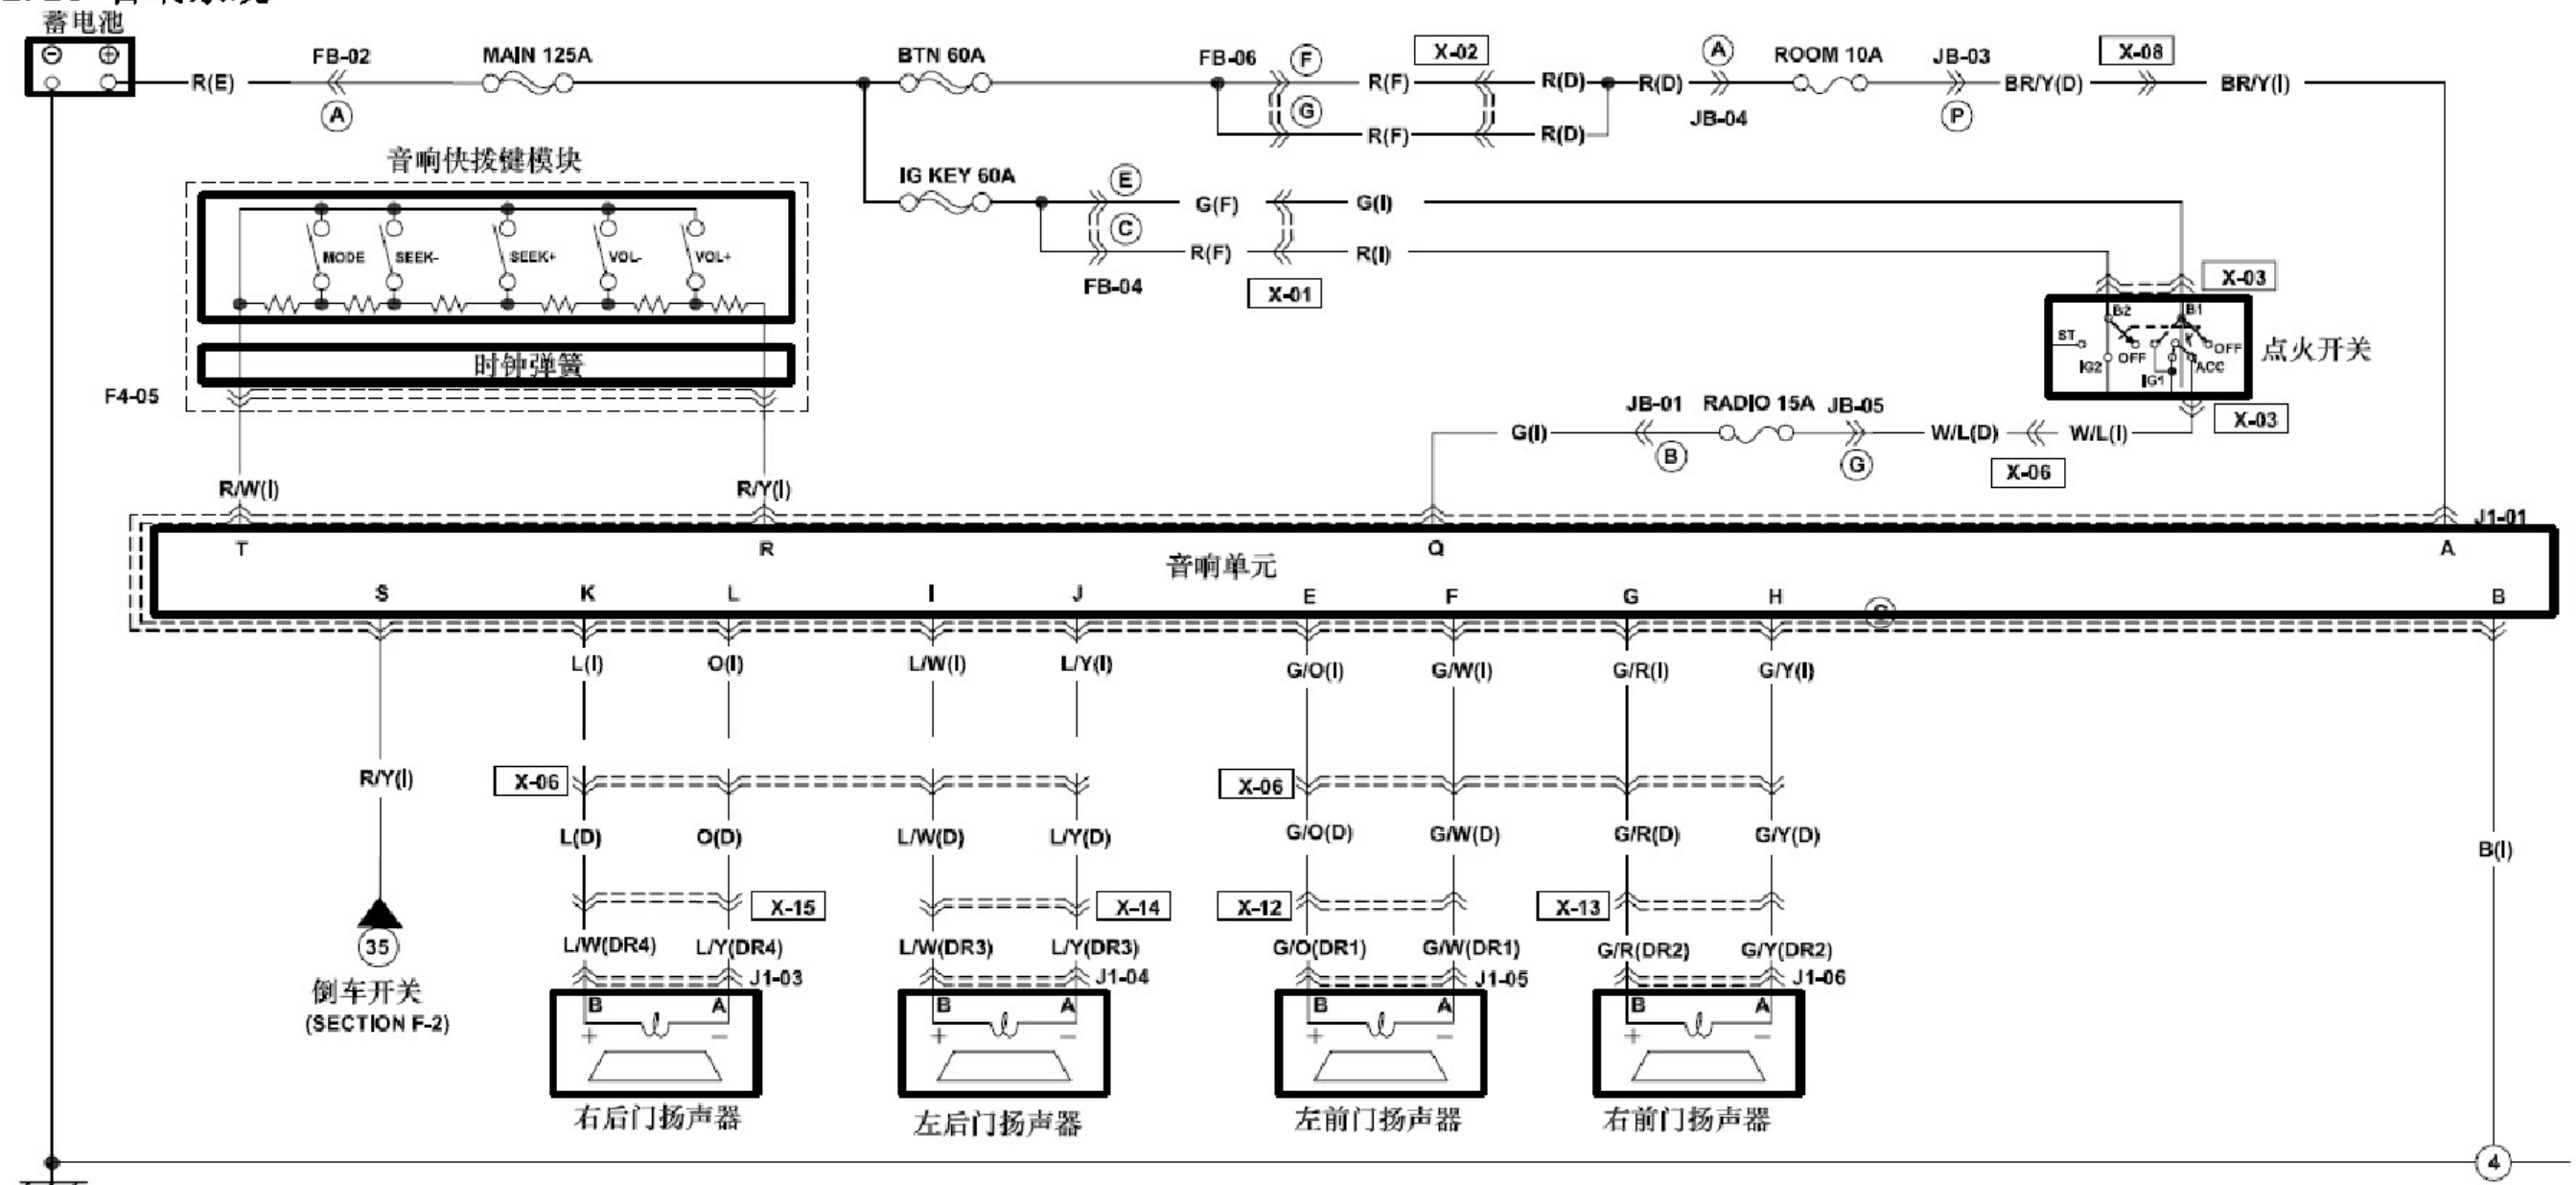 蓄电池
⊖ ⊕
R(E)
FB-02
A
MAIN 125A
BTN 60A
FB-06
F
G
R(F)
X-02
R(D)
R(D)
A
JB-04
ROOM 10A
JB-03
P
BR/Y(D)
X-08
BR/Y(I)
R(F)
R(D)
音响快拨键模块
IG KEY 60A
E
C
G(F)
G(I)
R(F)
R(I)
FB-04
X-01
MODE
SEEK-
SEEK+
VOL-
VOL+
X-03
B2
B1
ST
OFF
OFF
IG2
IG1
ACC
点火开关
时钟弹簧
F4-05
JB-01
RADIO 15A
JB-05
X-03
G(I)
B
G
W/L(D)
W/L(I)
X-06
R/W(I)
R/Y(I)
J1-01
T
R
音响单元
Q
A
S
K
L
I
J
E
F
G
H
B
L(I)
O(I)
L/W(I)
L/Y(I)
G/O(I)
G/W(I)
G/R(I)
G/Y(I)
R/Y(I)
X-06
X-06
L(D)
O(D)
L/W(D)
L/Y(D)
G/O(D)
G/W(D)
G/R(D)
G/Y(D)
B(I)
X-15
X-14
X-12
X-13
35
L/W(DR4)
L/Y(DR4)
L/W(DR3)
L/Y(DR3)
G/O(DR1)
G/W(DR1)
G/R(DR2)
G/Y(DR2)
倒车开关
(SECTION F-2)
J1-03
J1-04
J1-05
J1-06
B A
B A
B A
B A
+ −
+ −
+ −
+ −
右后门扬声器
左后门扬声器
左前门扬声器
右前门扬声器
4